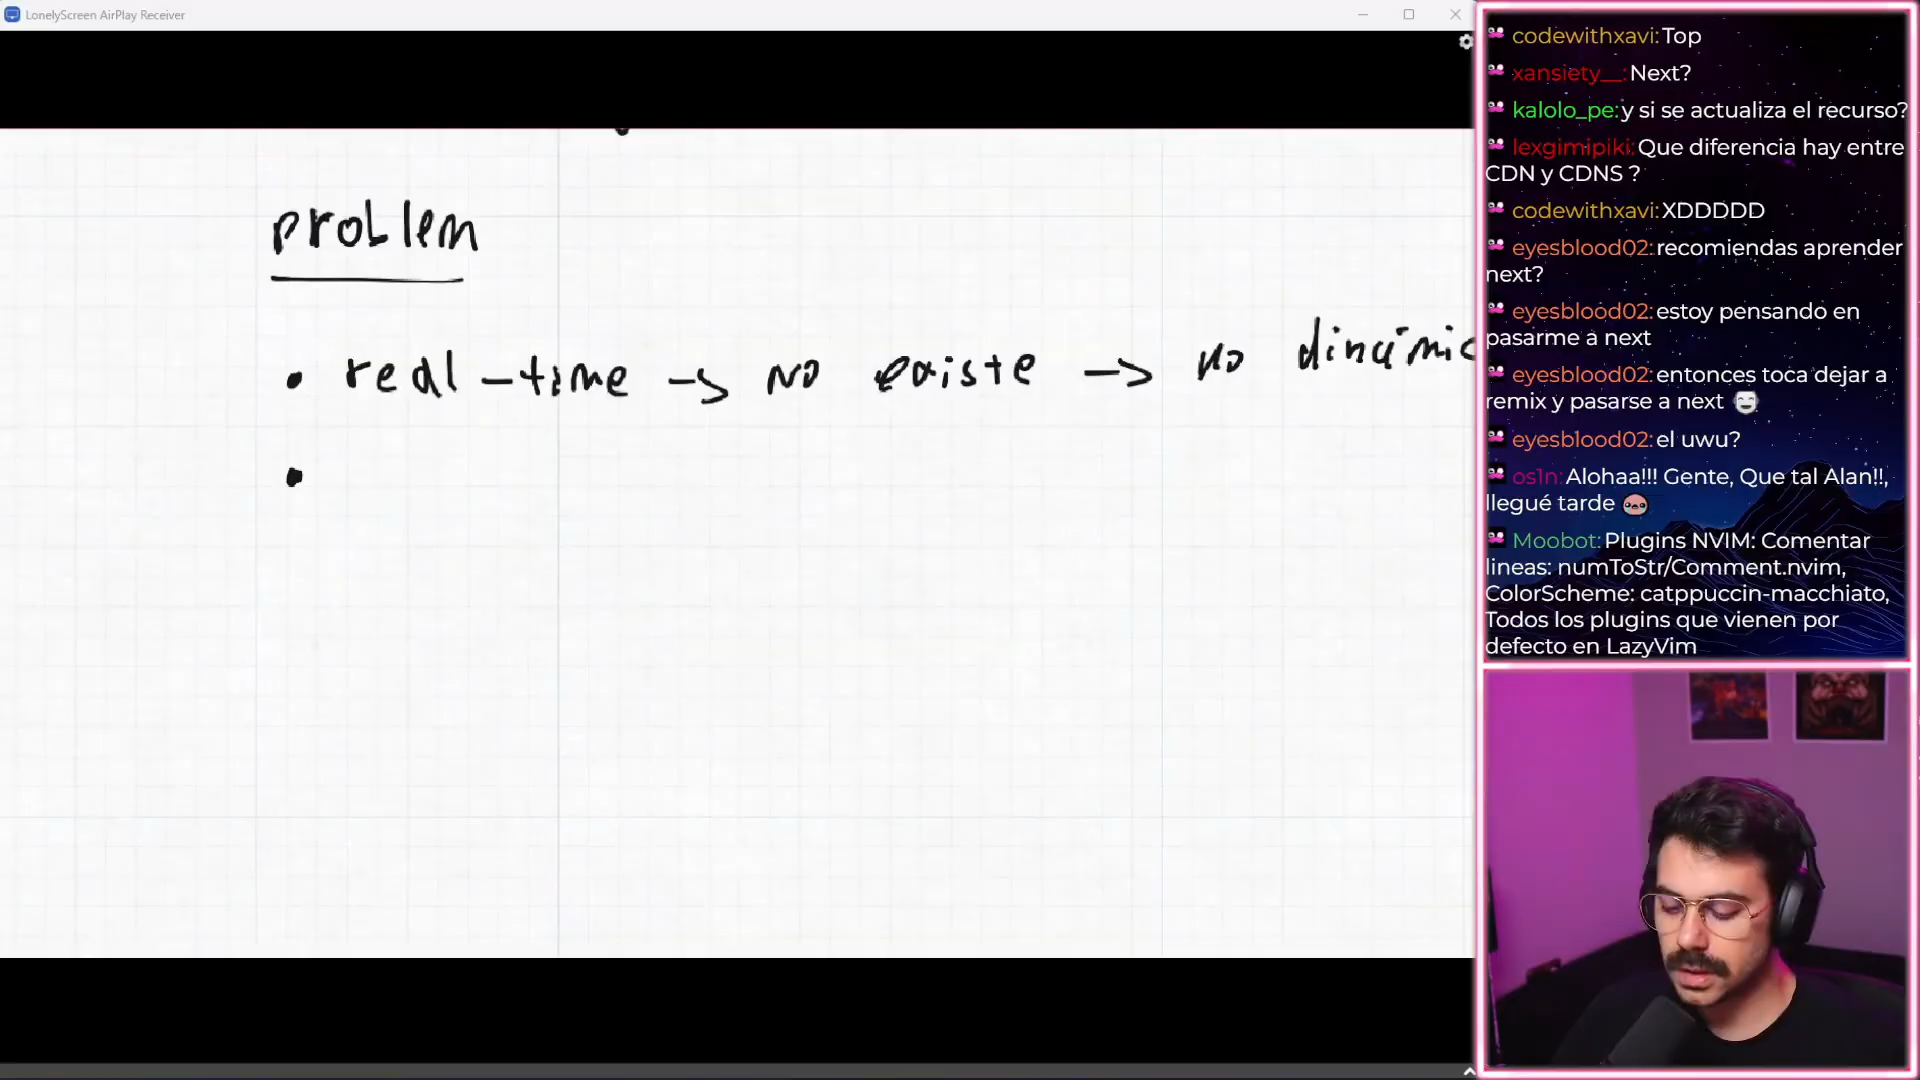 LonelyScreen AirPlay Receiver
problem
• real-time -> no existe -> no dinámic
•
codewithxavi: Top
xansiety__: Next?
kalolo_pe: y si se actualiza el recurso?
lexgimipiki: Que diferencia hay entre
CDN y CDNS ?
codewithxavi: XDDDDD
eyesblood02: recomiendas aprender
next?
eyesblood02: estoy pensando en
pasarme a next
eyesblood02: entonces toca dejar a
remix y pasarse a next
eyesblood02: el uwu?
os1n: Alohaa!!! Gente, Que tal Alan!!,
llegué tarde
Moobot: Plugins NVIM: Comentar
lineas: numToStr/Comment.nvim,
ColorScheme: catppuccin-macchiato,
Todos los plugins que vienen por
defecto en LazyVim